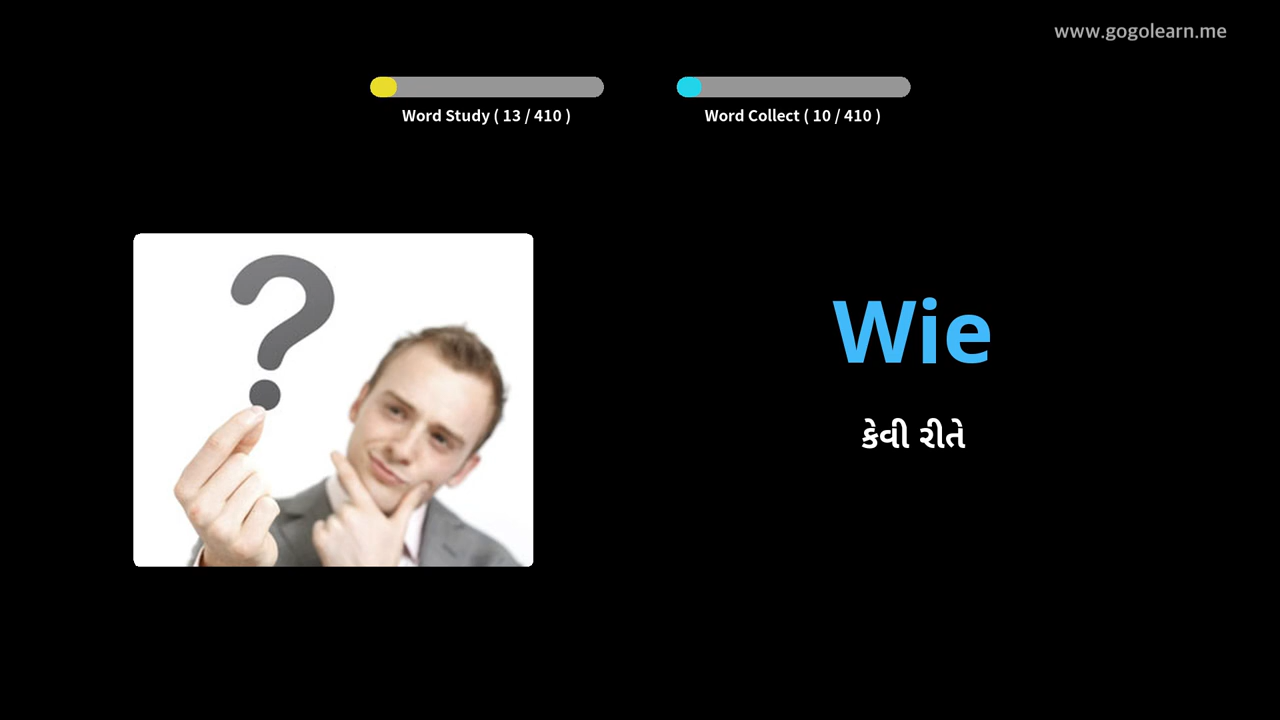 www.gogolearn.me
Word Study ( 13 / 410 )
Word Collect ( 10 / 410 )
?
Wie
કેવી રીતે